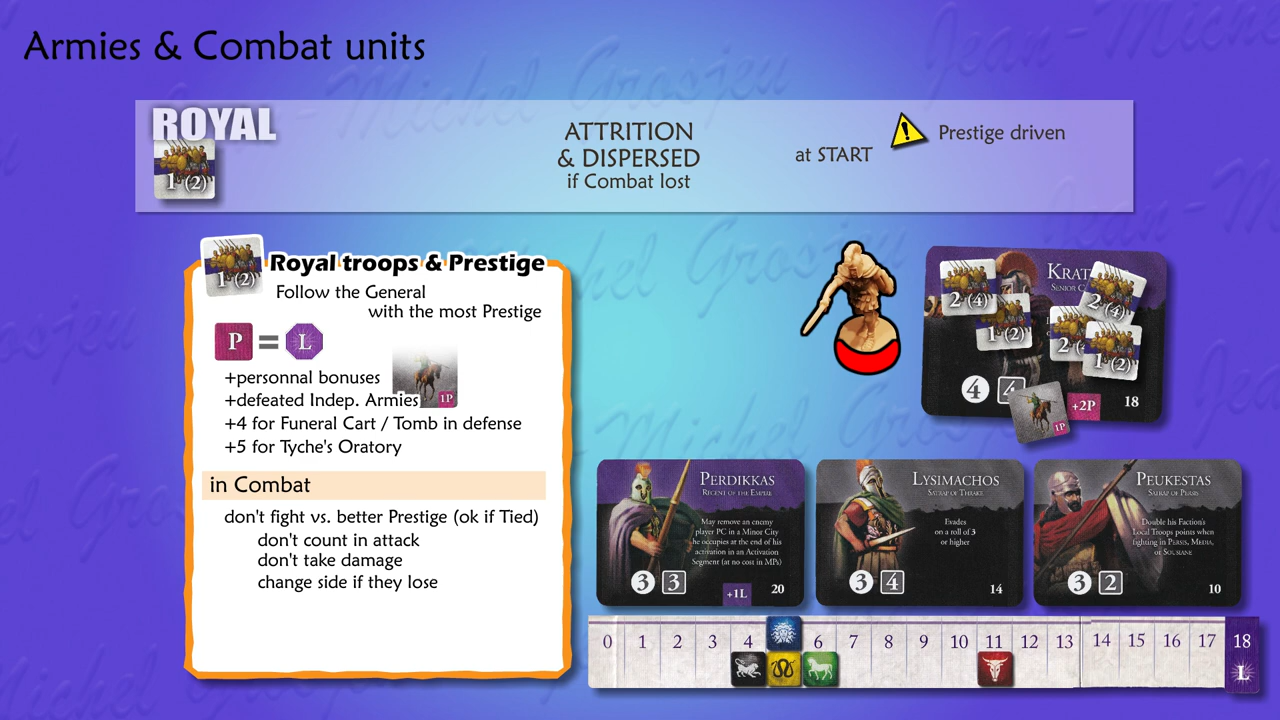 Armies & Combat units
Jean-Michel Grosjeu
ROYAL
1 (2)
ATTRITION
& DISPERSED
if Combat lost
at START
Prestige driven
1 (2)
Royal troops & Prestige
Follow the General
with the most Prestige
P = L
+personnal bonuses
+defeated Indep. Armies
1P
+4 for Funeral Cart / Tomb in defense
+5 for Tyche's Oratory
in Combat
don't fight vs. better Prestige (ok if Tied)
don't count in attack
don't take damage
change side if they lose
KRAT
SENIOR
2 (4)
2 (4)
1 (2)
2
1 (2)
4 4
+2P
18
1P
PERDIKKAS
REGENT OF THE EMPIRE
May remove an enemy
player PC in a Minor City
he occupies at the end of his
activation in an Activation
Segment (at no cost in MPs)
3 3
+1L
20
LYSIMACHOS
SATRAP OF THRAKE
Evades
on a roll of 3
or higher
3 4
14
PEUKESTAS
SATRAP OF PERSIS
Double his Faction's
Local Troops points when
fighting in PERSIS, MEDIA,
or SOUSIANE
3 2
10
0 1 2 3 4 6 7 8 9 10 11 12 13 14 15 16 17 18
L